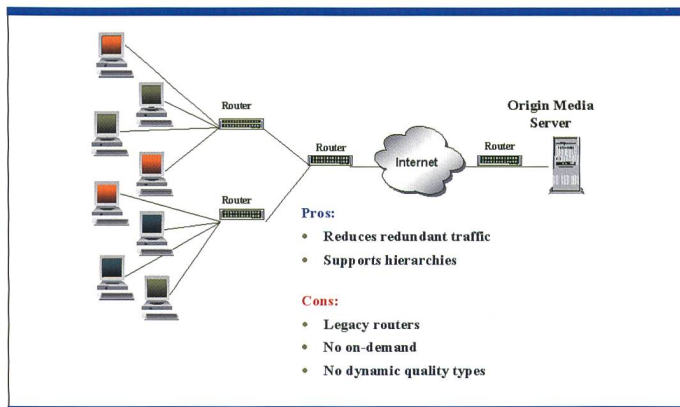 Router
Origin Media
Server
Router
Internet
Router
Router
Pros:
• Reduces redundant traffic
• Supports hierarchies
Cons:
• Legacy routers
• No on-demand
• No dynamic quality types